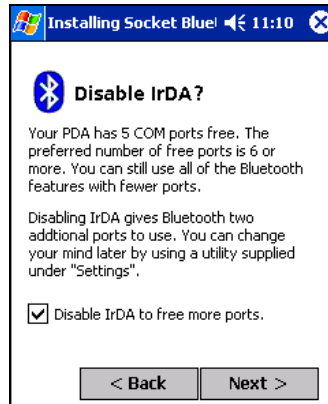 Installing Socket Bluet 11:10
Disable IrDA?
Your PDA has 5 COM ports free. The
preferred number of free ports is 6 or
more. You can still use all of the Bluetooth
features with fewer ports.
Disabling IrDA gives Bluetooth two
addtional ports to use. You can change
your mind later by using a utility supplied
under "Settings".
Disable IrDA to free more ports.
< Back Next >